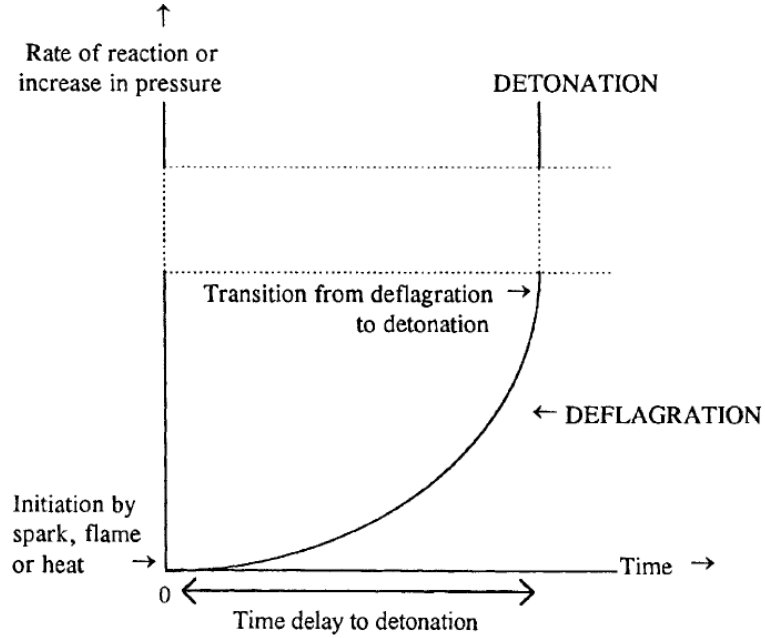 ↑
Rate of reaction or
increase in pressure
DETONATION
Transition from deflagration →
to detonation
← DEFLAGRATION
Initiation by
spark, flame
or heat →
Time →
0
Time delay to detonation